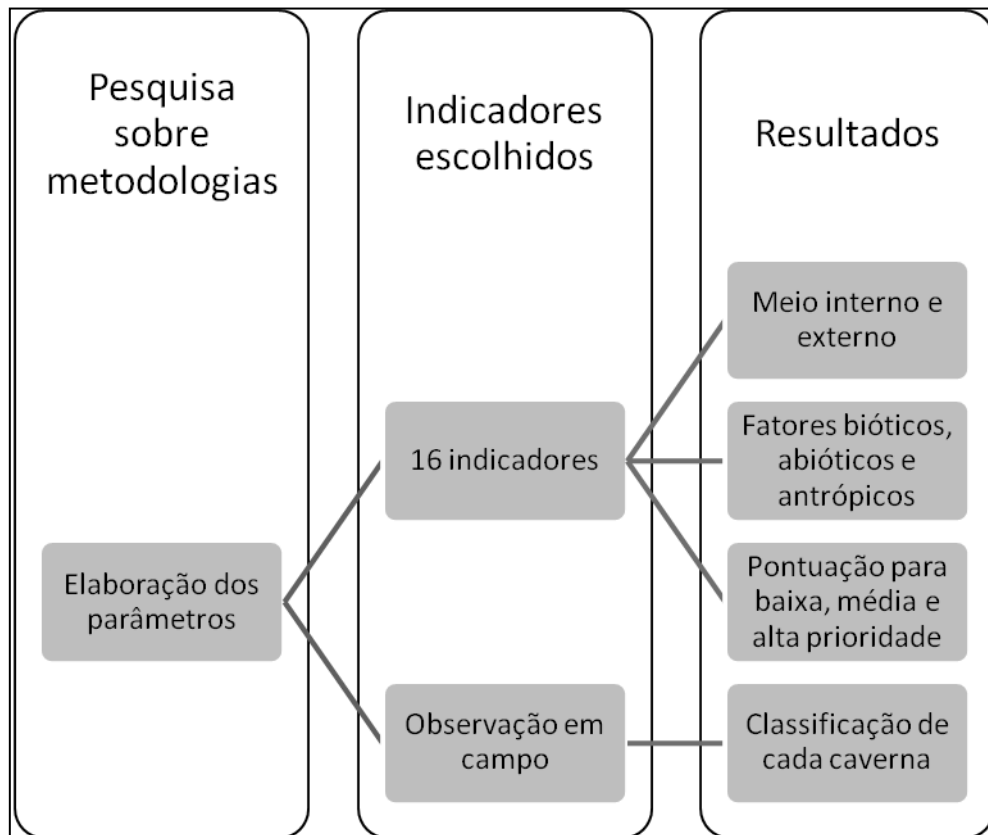 Pesquisa
sobre
metodologias
Indicadores
escolhidos
Resultados
Elaboração dos
parâmetros
16 indicadores
Observação em
campo
Meio interno e
externo
Fatores bióticos,
abióticos e
antrópicos
Pontuação para
baixa, média e
alta prioridade
Classificação de
cada caverna